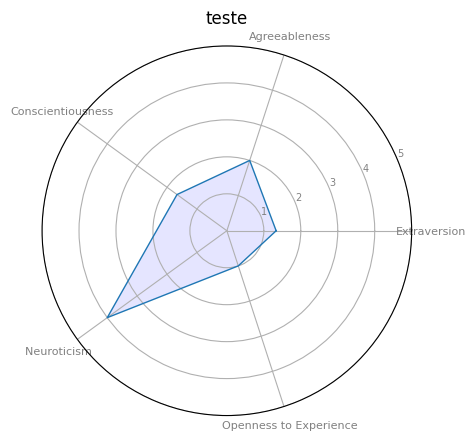 teste
Agreeableness
Conscientiousness
5
4
3
2
1
Extraversion
Neuroticism
Openness to Experience